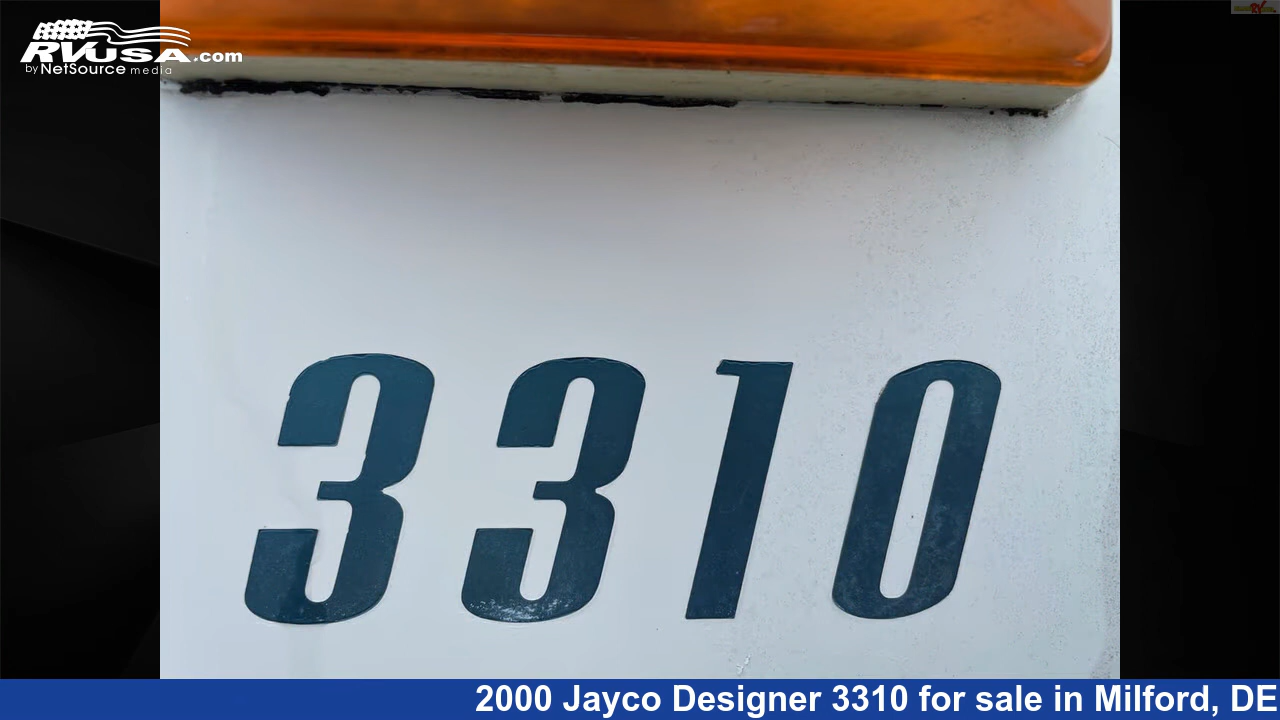 RVUSA.com
by NetSource media
3310
2000 Jayco Designer 3310 for sale in Milford, DE